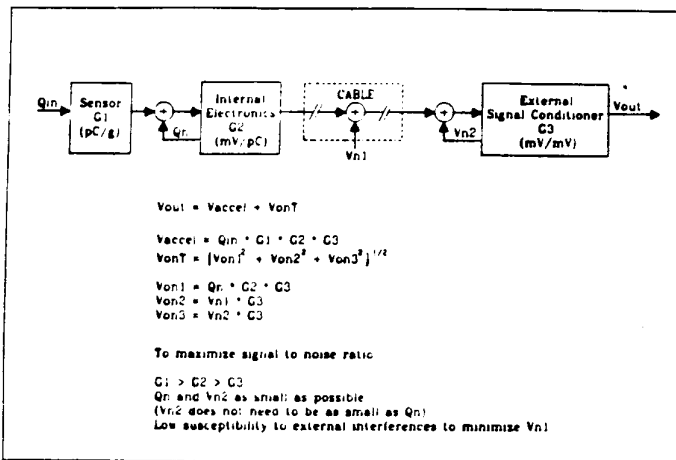 Qin
Sensor
G1
(pC/g)
Qn
Internal
Electronics
G2
(mV/pC)
CABLE
Vn1
Vn2
External
Signal Conditioner
G3
(mV/mV)
Vout
Vout = Vaccel + VonT
Vaccel = Qin * G1 * G2 * G3
VonT = (Von1² + Von2² + Von3²)^1/2
Von1 = Qn * G2 * G3
Von2 = Vn1 * G3
Von3 = Vn2 * G3
To maximize signal to noise ratio
G1 > G2 > G3
Qn and Vn2 as small as possible
(Vn2 does not need to be as small as Qn)
Low susceptibility to external interferences to minimize Vn1